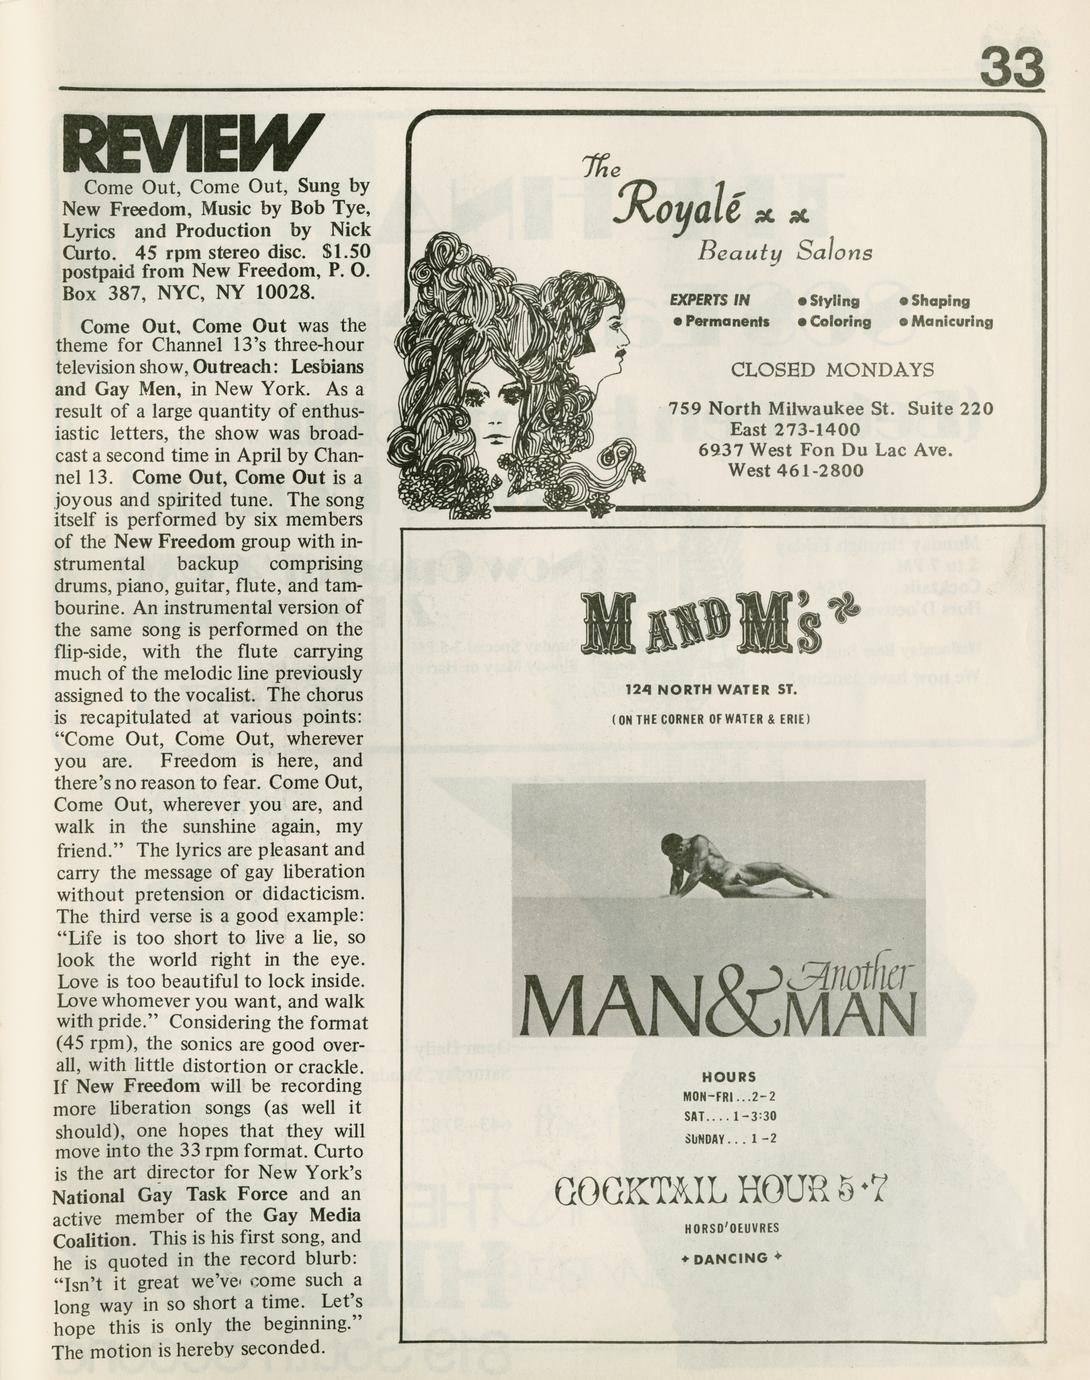 33
REVIEW
Come Out, Come Out, Sung by
New Freedom, Music by Bob Tye,
Lyrics and Production by Nick
Curto. 45 rpm stereo disc. $1.50
postpaid from New Freedom, P. O.
Box 387, NYC, NY 10028.
Come Out, Come Out was the
theme for Channel 13's three-hour
television show, Outreach: Lesbians
and Gay Men, in New York. As a
result of a large quantity of enthus-
iastic letters, the show was broad-
cast a second time in April by Chan-
nel 13. Come Out, Come Out is a
joyous and spirited tune. The song
itself is performed by six members
of the New Freedom group with in-
strumental backup comprising
drums, piano, guitar, flute, and tam-
bourine. An instrumental version of
the same song is performed on the
flip-side, with the flute carrying
much of the melodic line previously
assigned to the vocalist. The chorus
is recapitulated at various points:
"Come Out, Come Out, wherever
you are. Freedom is here, and
there's no reason to fear. Come Out,
Come Out, wherever you are, and
walk in the sunshine again, my
friend." The lyrics are pleasant and
carry the message of gay liberation
without pretension or didacticism.
The third verse is a good example:
"Life is too short to live a lie, so
look the world right in the eye.
Love is too beautiful to lock inside.
Love whomever you want, and walk
with pride." Considering the format
(45 rpm), the sonics are good over-
all, with little distortion or crackle.
If New Freedom will be recording
more liberation songs (as well it
should), one hopes that they will
move into the 33 rpm format. Curto
is the art director for New York's
National Gay Task Force and an
active member of the Gay Media
Coalition. This is his first song, and
he is quoted in the record blurb:
"Isn't it great we've come such a
long way in so short a time. Let's
hope this is only the beginning."
The motion is hereby seconded.
The
Royalé
Beauty Salons
EXPERTS IN • Styling • Shaping
• Permanents • Coloring • Manicuring
CLOSED MONDAYS
759 North Milwaukee St. Suite 220
East 273-1400
6937 West Fon Du Lac Ave.
West 461-2800
M AND M's
124 NORTH WATER ST.
(ON THE CORNER OF WATER & ERIE)
MAN & Another MAN
HOURS
MON-FRI...2-2
SAT....1-3:30
SUNDAY...1-2
COCKTAIL HOUR 5·7
HORSD'OEUVRES
DANCING